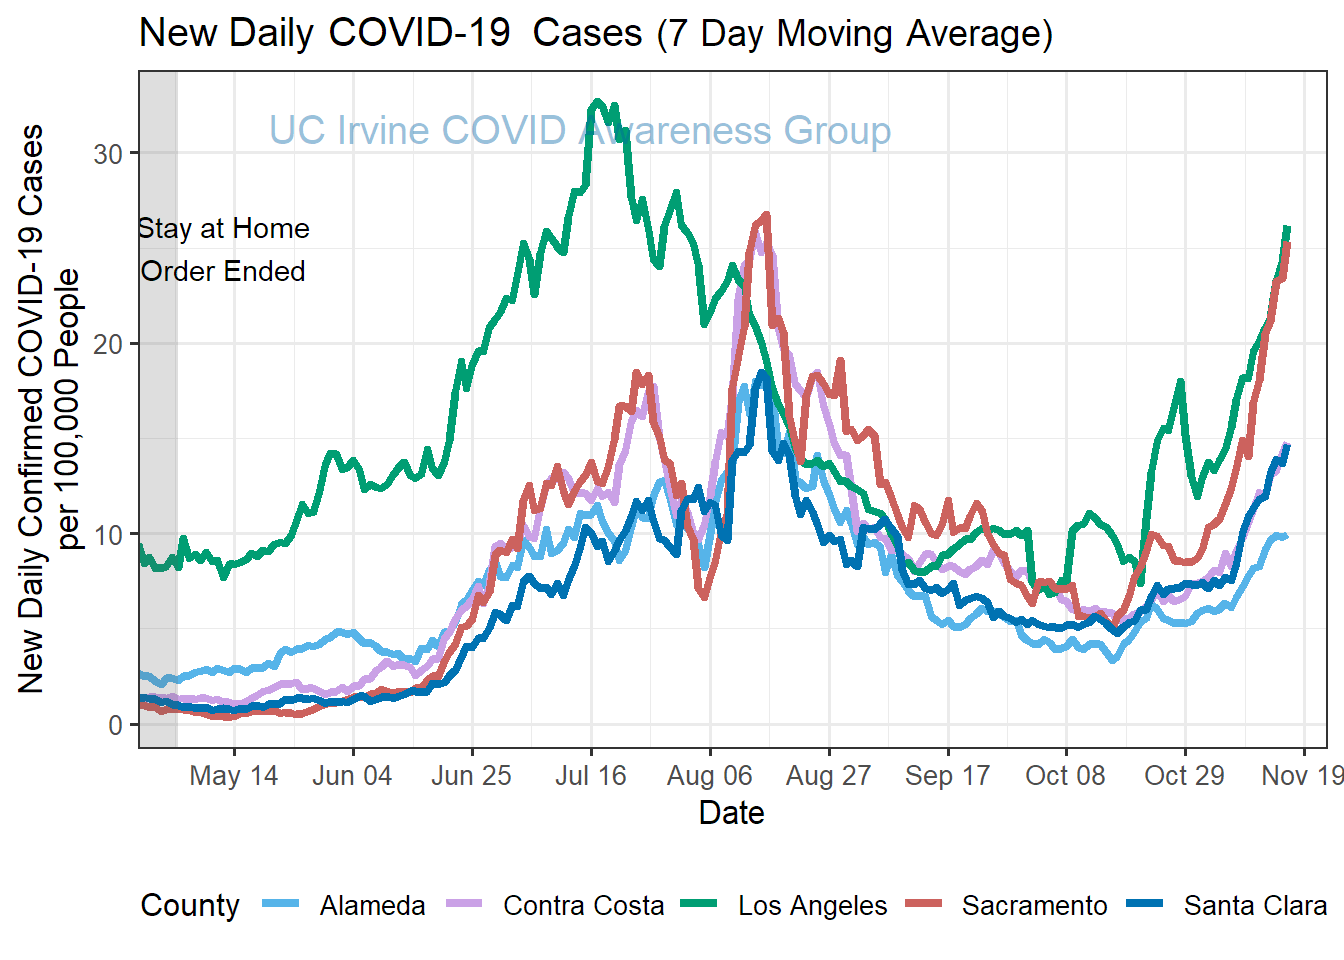 New Daily COVID-19 Cases (7 Day Moving Average)
UC Irvine COVID Awareness Group
Stay at Home
Order Ended
New Daily Confirmed COVID-19 Cases
per 100,000 People
30
20
10
0
May 14 Jun 04 Jun 25 Jul 16 Aug 06 Aug 27 Sep 17 Oct 08 Oct 29 Nov 19
Date
County Alameda Contra Costa Los Angeles Sacramento Santa Clara